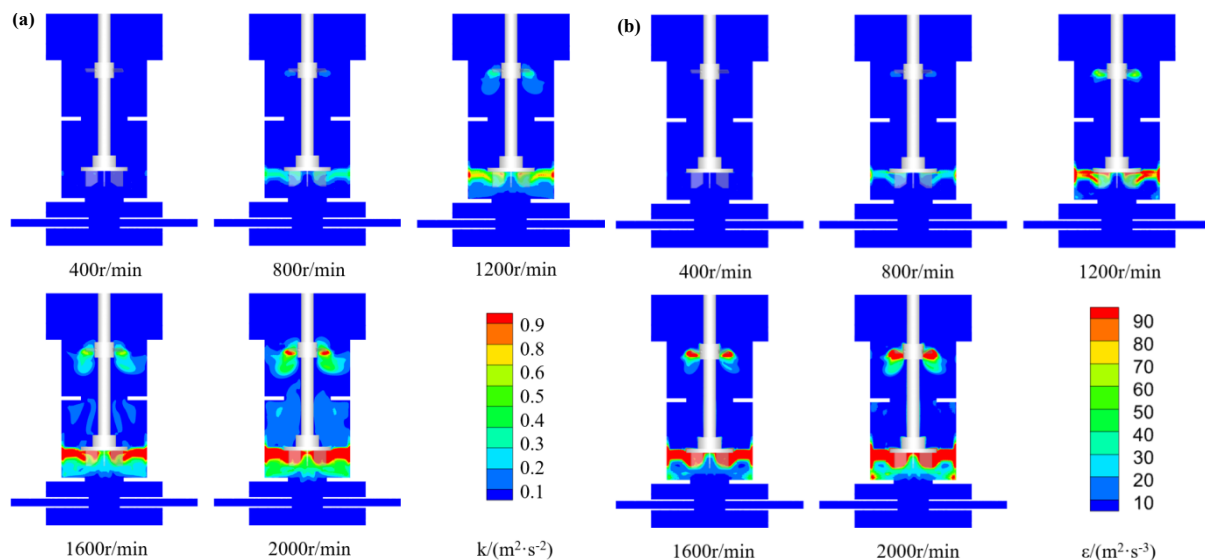 (a)
400r/min
800r/min
1200r/min
1600r/min
2000r/min
0.9
0.8
0.6
0.5
0.4
0.3
0.2
0.1
k/(m²·s⁻²)
(b)
400r/min
800r/min
1200r/min
1600r/min
2000r/min
90
80
70
60
50
40
30
20
10
ε/(m²·s⁻³)